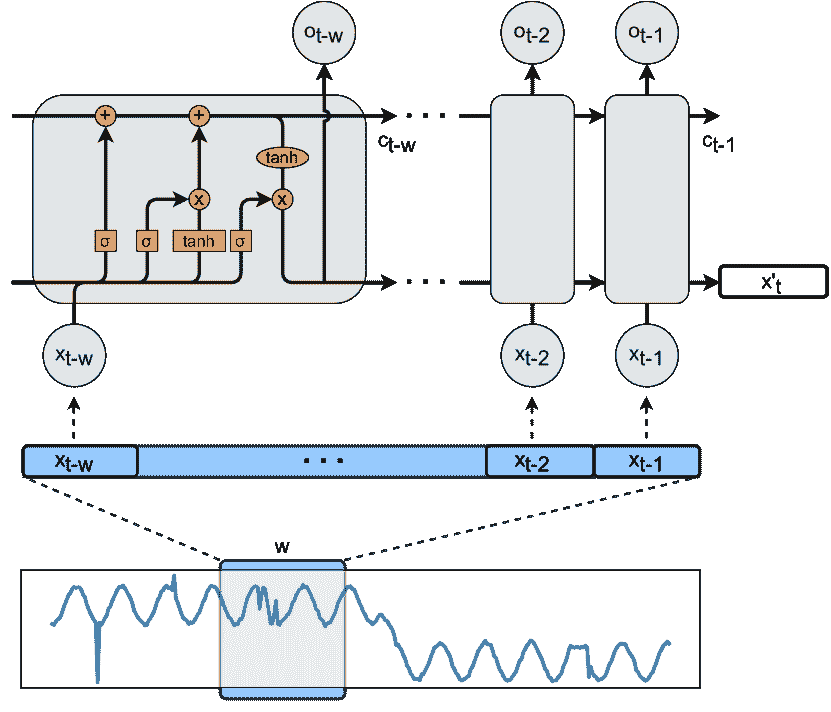 o_{t-w} o_{t-2} o_{t-1}
+ + c_{t-w} c_{t-1}
tanh
x x
σ σ tanh σ
· · ·
· · · x'_t
x_{t-w} x_{t-2} x_{t-1}
x_{t-w} · · · x_{t-2} x_{t-1}
w